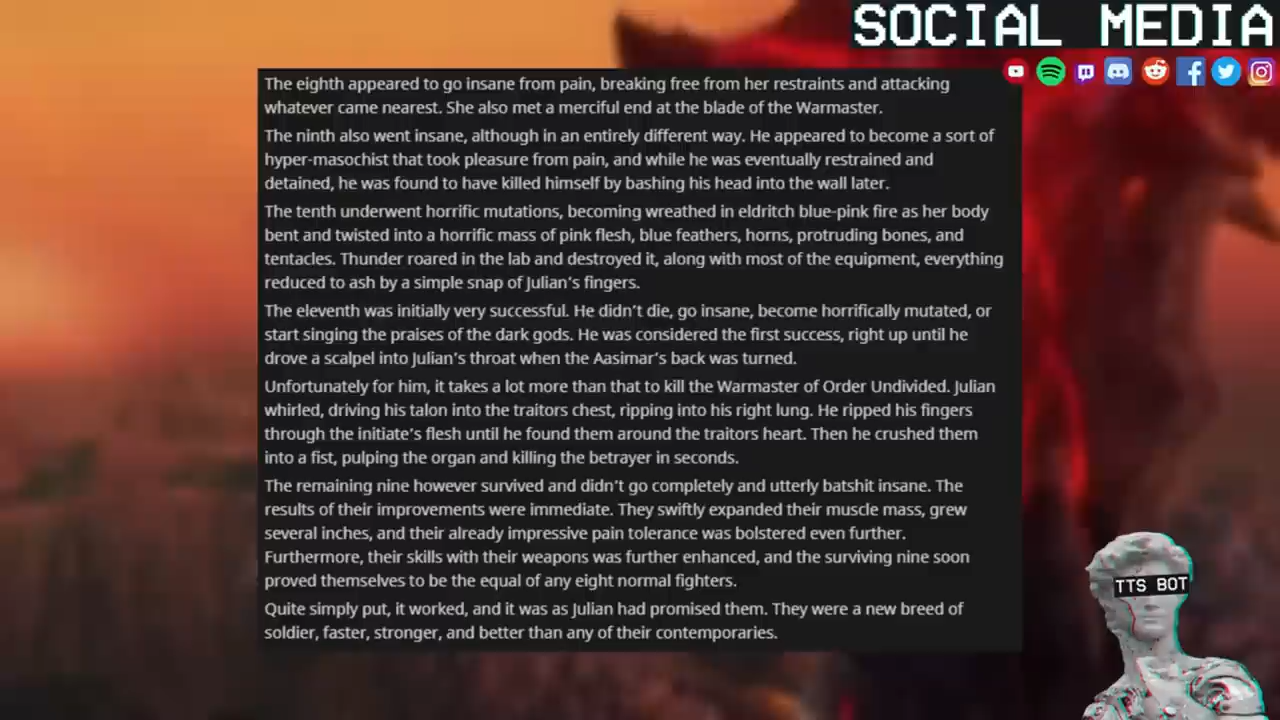 SOCIAL MEDIA
The eighth appeared to go insane from pain, breaking free from her restraints and attacking
whatever came nearest. She also met a merciful end at the blade of the Warmaster.
The ninth also went insane, although in an entirely different way. He appeared to become a sort of
hyper-masochist that took pleasure from pain, and while he was eventually restrained and
detained, he was found to have killed himself by bashing his head into the wall later.
The tenth underwent horrific mutations, becoming wreathed in eldritch blue-pink fire as her body
bent and twisted into a horrific mass of pink flesh, blue feathers, horns, protruding bones, and
tentacles. Thunder roared in the lab and destroyed it, along with most of the equipment, everything
reduced to ash by a simple snap of Julian's fingers.
The eleventh was initially very successful. He didn't die, go insane, become horrifically mutated, or
start singing the praises of the dark gods. He was considered the first success, right up until he
drove a scalpel into Julian's throat when the Aasimar's back was turned.
Unfortunately for him, it takes a lot more than that to kill the Warmaster of Order Undivided. Julian
whirled, driving his talon into the traitors chest, ripping into his right lung. He ripped his fingers
through the initiate's flesh until he found them around the traitors heart. Then he crushed them
into a fist, pulping the organ and killing the betrayer in seconds.
The remaining nine however survived and didn't go completely and utterly batshit insane. The
results of their improvements were immediate. They swiftly expanded their muscle mass, grew
several inches, and their already impressive pain tolerance was bolstered even further.
Furthermore, their skills with their weapons was further enhanced, and the surviving nine soon
proved themselves to be the equal of any eight normal fighters.
Quite simply put, it worked, and it was as Julian had promised them. They were a new breed of
soldier, faster, stronger, and better than any of their contemporaries.
TTS BOT